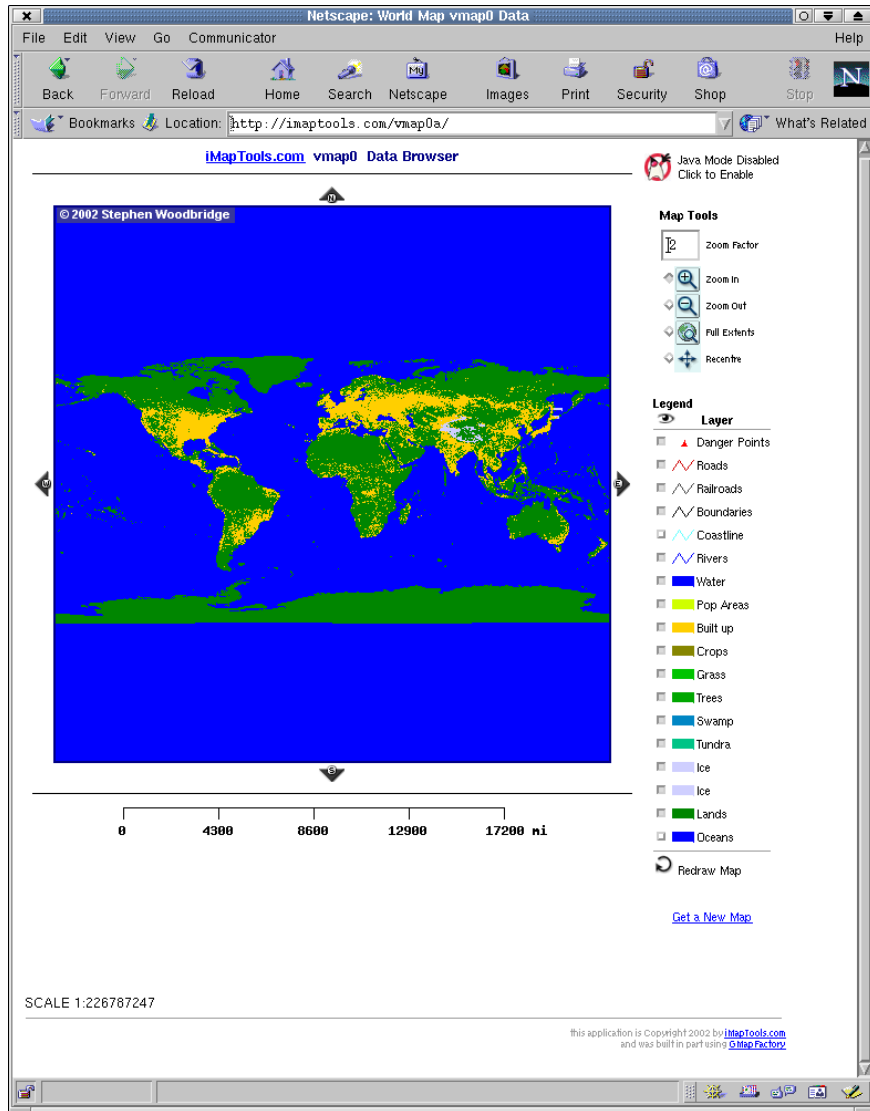 Netscape: World Map vmap0 Data
File Edit View Go Communicator Help
My
N
Back Forward Reload Home Search Netscape Images Print Security Shop Stop
Bookmarks Location: http://imaptools.com/vmap0a/ What's Related
iMapTools.com vmap0 Data Browser
Java Mode Disabled
Click to Enable
N
© 2002 Stephen Woodbridge
Map Tools
2 Zoom Factor
Zoom In
Zoom Out
Full Extents
Recentre
Legend
Layer
Danger Points
Roads
W
E
Railroads
Boundaries
Coastline
Rivers
Water
Pop Areas
Built up
Crops
Grass
Trees
Swamp
Tundra
Ice
S
Ice
Lands
0 4300 8600 12900 17200 mi
Oceans
Redraw Map
Get a New Map
SCALE 1:226787247
this application is Copyright 2002 by iMapTools.com
and was built in part using GMapFactory